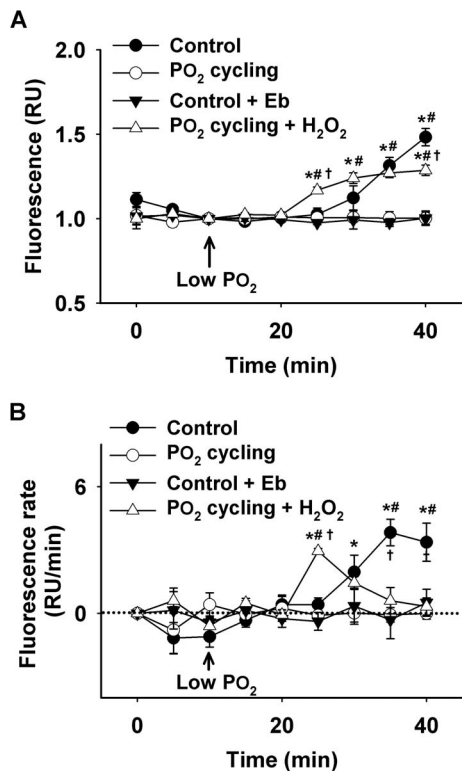 A
2.0
Control
PO₂ cycling
Control + Eb
PO₂ cycling + H₂O₂
Fluorescence (RU)
1.5
*#
*#
*#
*#†
*#†
1.0
Low PO₂
0.5
0 20 40
Time (min)
B
Control
PO₂ cycling
Control + Eb
PO₂ cycling + H₂O₂
Fluorescence rate
(RU/min)
6
*#†
*
*#
*#
†
0
Low PO₂
0 20 40
Time (min)